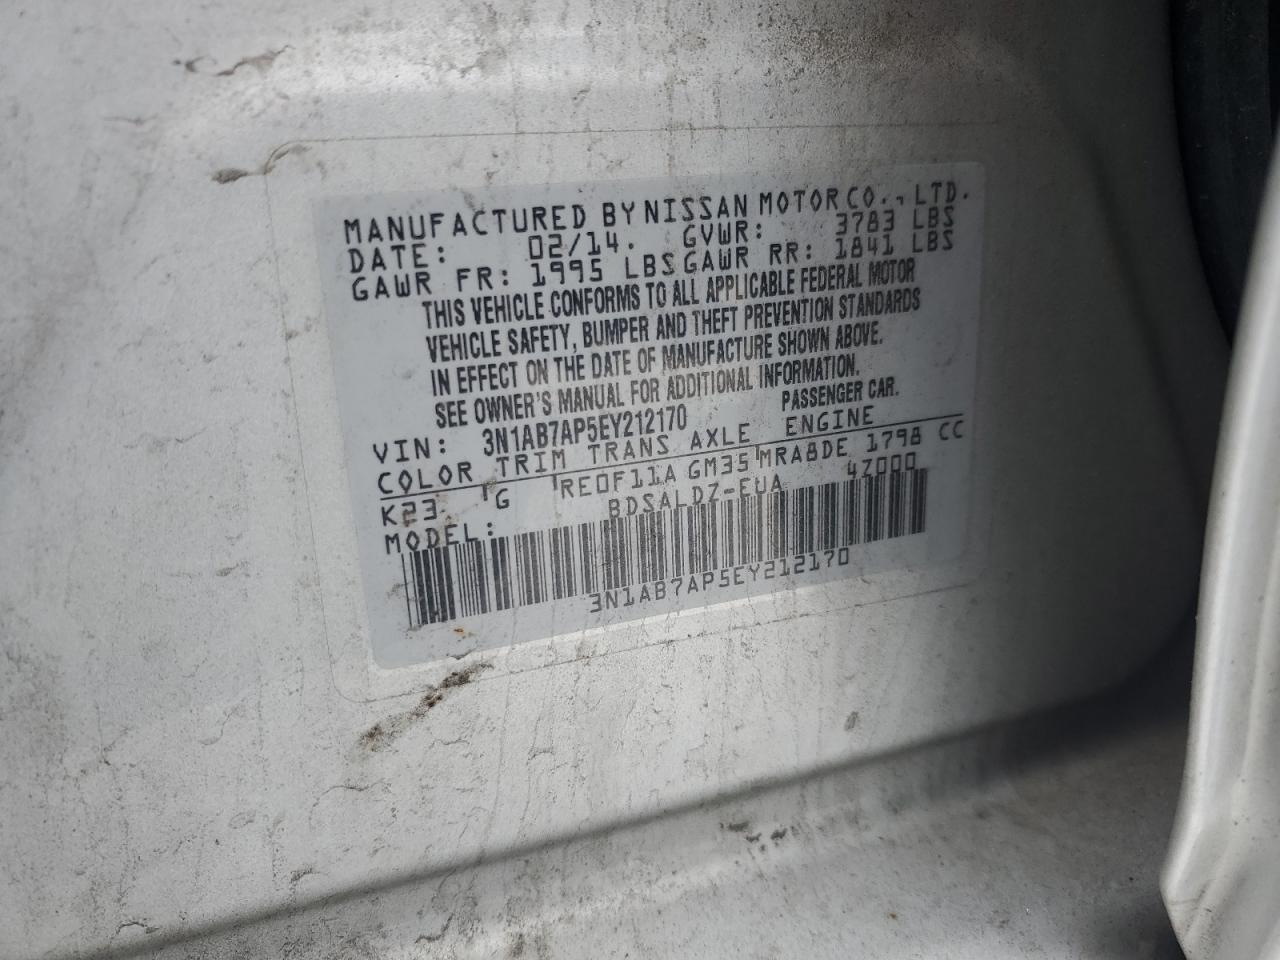 MANUFACTURED BY NISSAN MOTOR CO., LTD.
DATE: 02/14. GVWR: 3783 LBS
GAWR FR: 1995 LBS GAWR RR: 1841 LBS
THIS VEHICLE CONFORMS TO ALL APPLICABLE FEDERAL MOTOR
VEHICLE SAFETY, BUMPER AND THEFT PREVENTION STANDARDS
IN EFFECT ON THE DATE OF MANUFACTURE SHOWN ABOVE.
SEE OWNER'S MANUAL FOR ADDITIONAL INFORMATION.
VIN: 3N1AB7AP5EY212170 PASSENGER CAR.
COLOR TRIM TRANS AXLE ENGINE
K23 G RE0F11A GM35 MRA8DE 1798 CC
MODEL: BDSALDZ-EUA 4Z000
3N1AB7AP5EY212170